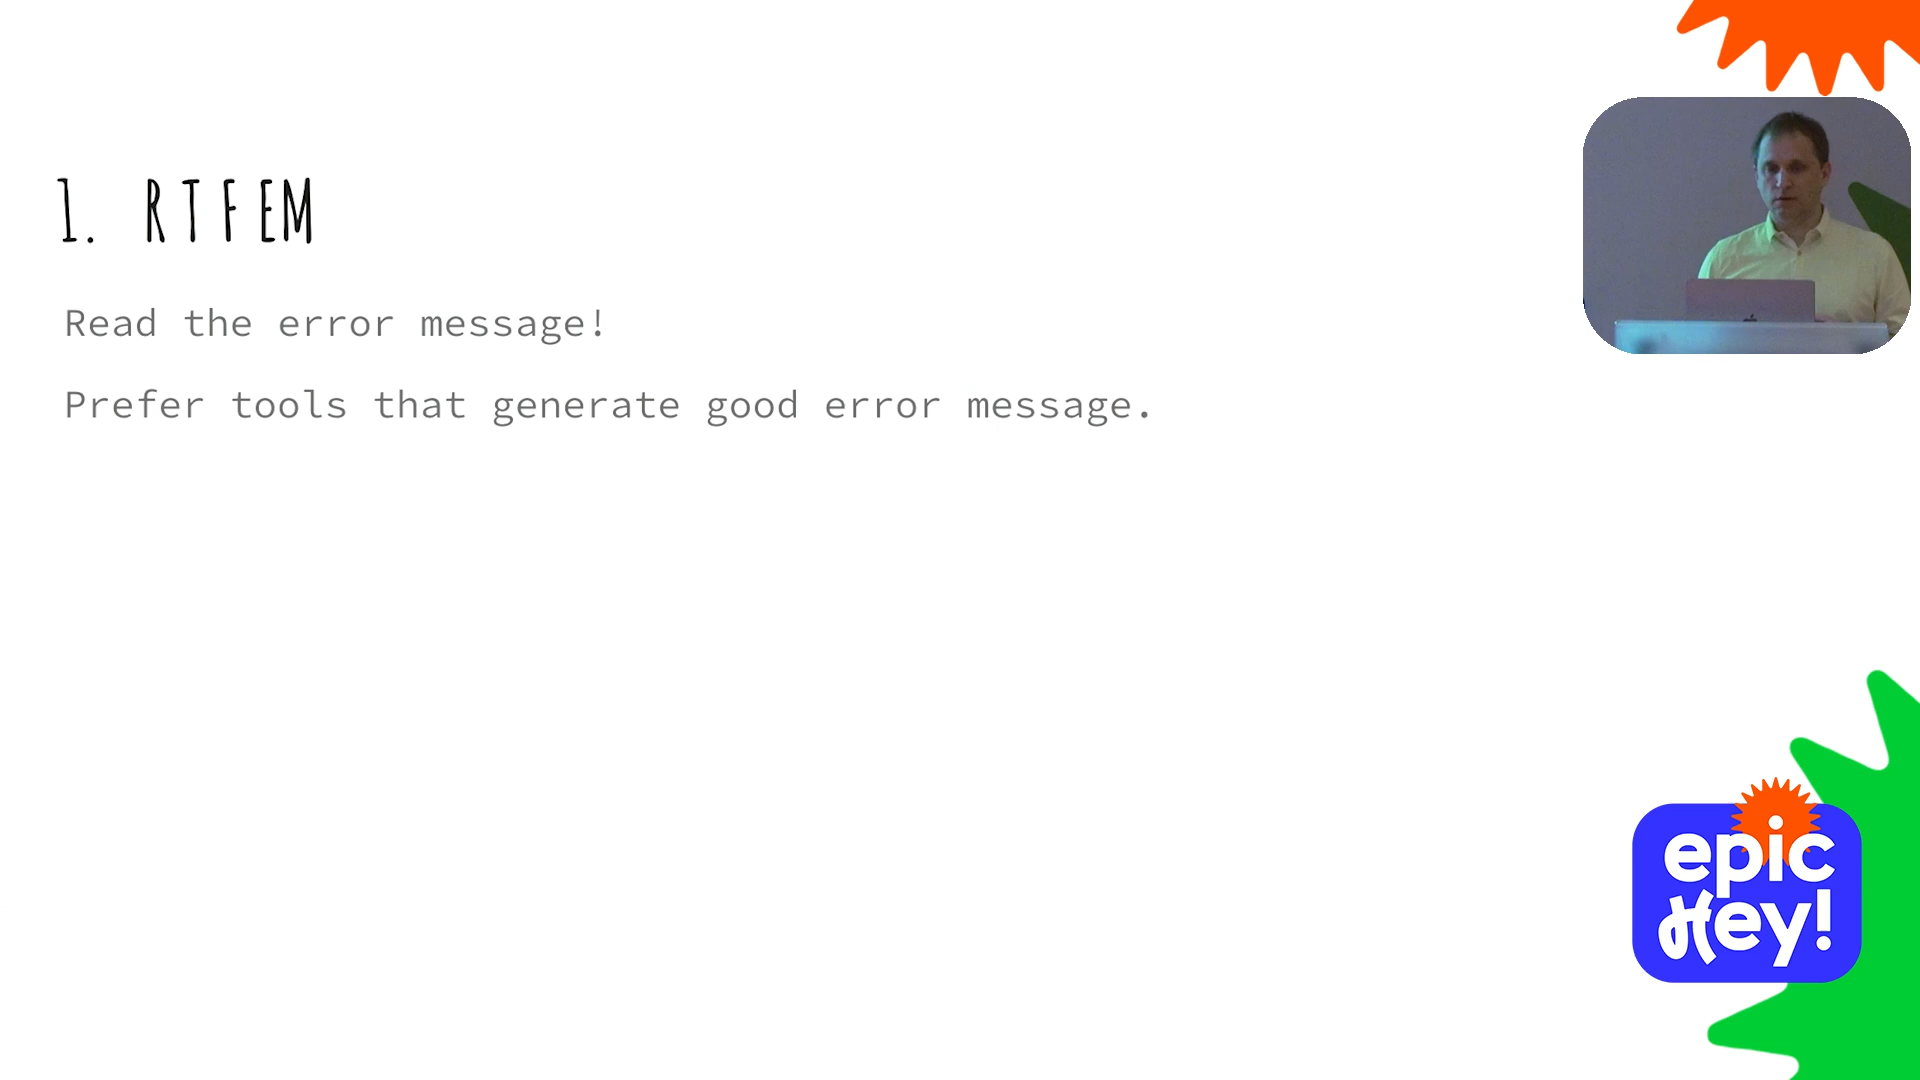 1. RTFEM
Read the error message!
Prefer tools that generate good error message.
epic
Hey!